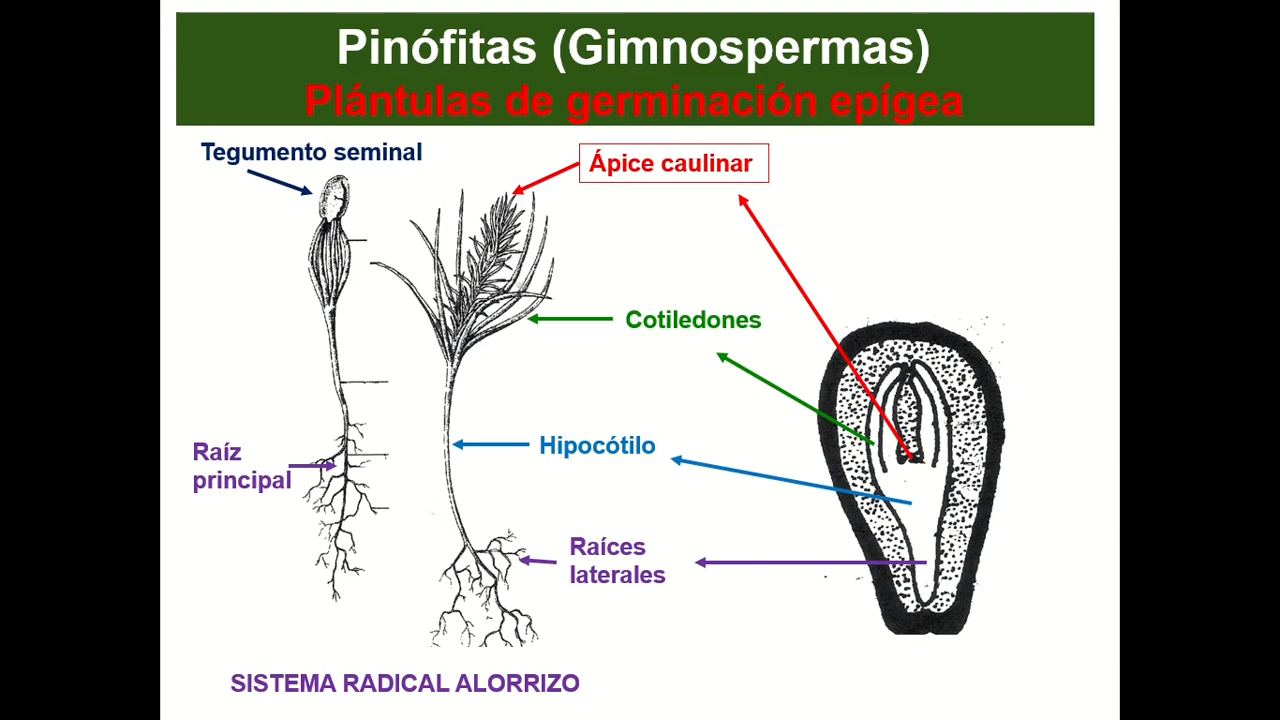 Pinófitas (Gimnospermas)
Plántulas de germinación epígea
Tegumento seminal
Ápice caulinar
Cotiledones
Hipocótilo
Raíz
principal
Raíces
laterales
SISTEMA RADICAL ALORRIZO